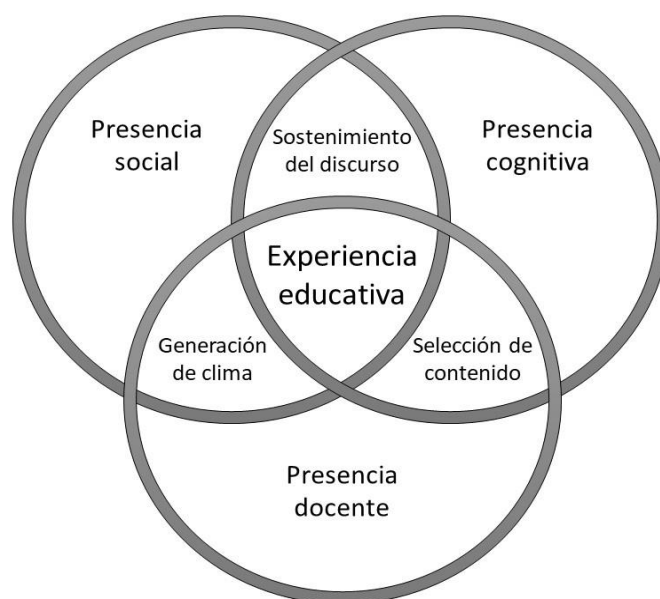 Presencia
social
Sostenimiento
del discurso
Presencia
cognitiva
Experiencia
educativa
Generación
de clima
Selección de
contenido
Presencia
docente